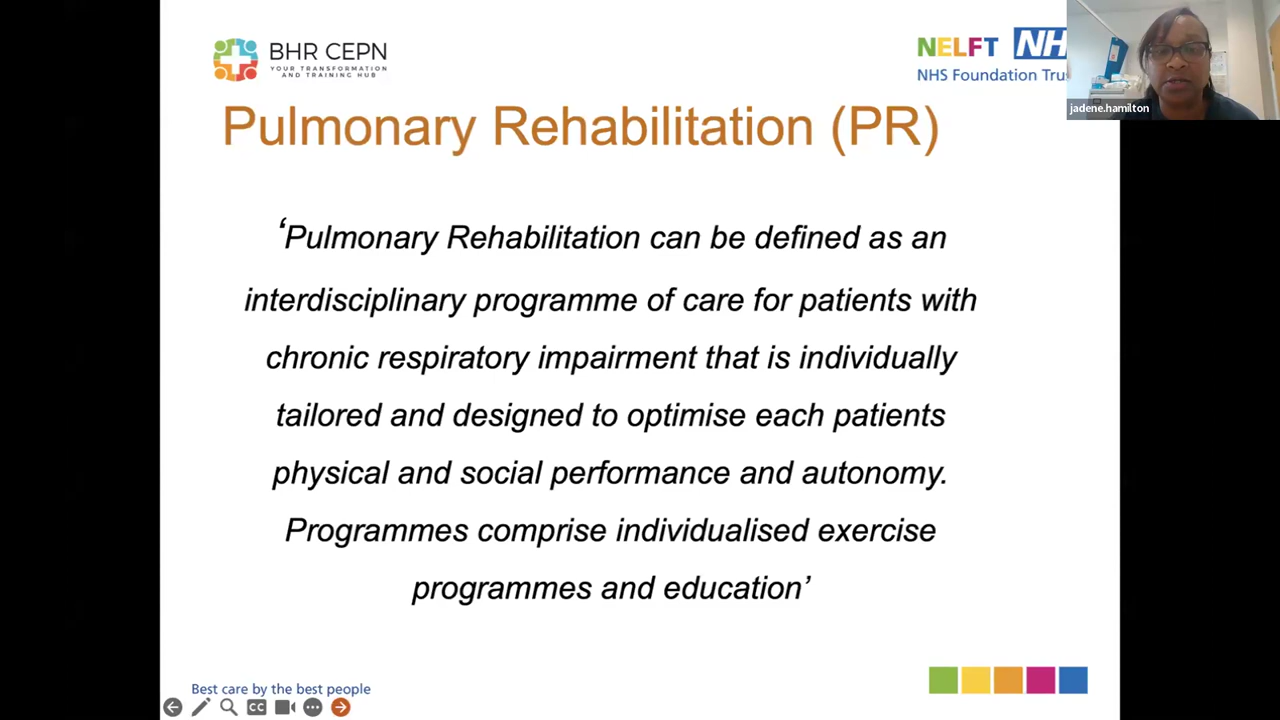 BHR CEPN
YOUR TRANSFORMATION
AND TRAINING HUB
NELFT NH
NHS Foundation Tru
jadene.hamilton
Pulmonary Rehabilitation (PR)
‘Pulmonary Rehabilitation can be defined as an
interdisciplinary programme of care for patients with
chronic respiratory impairment that is individually
tailored and designed to optimise each patients
physical and social performance and autonomy.
Programmes comprise individualised exercise
programmes and education’
Best care by the best people
CC